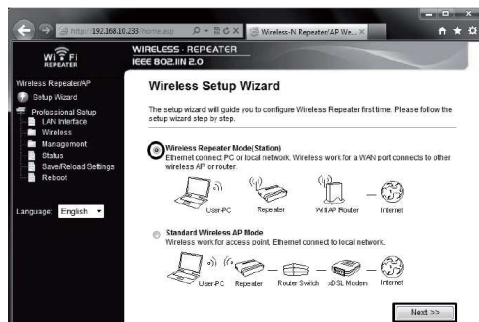 http://192.168.10.233/home.asp
Wireless-N Repeater/AP We...
Wi Fi
REPEATER
WIRELESS - REPEATER
IEEE 802.11N 2.0
Wireless Repeater/AP
Setup Wizard
Professional Setup
LAN Interface
Wireless
Management
Status
Save/Reload Settings
Reboot
Language: English
Wireless Setup Wizard
The setup wizard will guide you to configure Wireless Repeater first time. Please follow the
setup wizard step by step.
Wireless Repeater Mode(Station)
Ethernet connect PC or local network, Wireless work for a WAN port connects to other
wireless AP or router.
User-PC Repeater Wifi AP Router Internet
Standard Wireless AP Mode
Wireless work for access point, Ethernet connect to local network.
User-PC Repeater Router Switch xDSL Modem Internet
Next >>